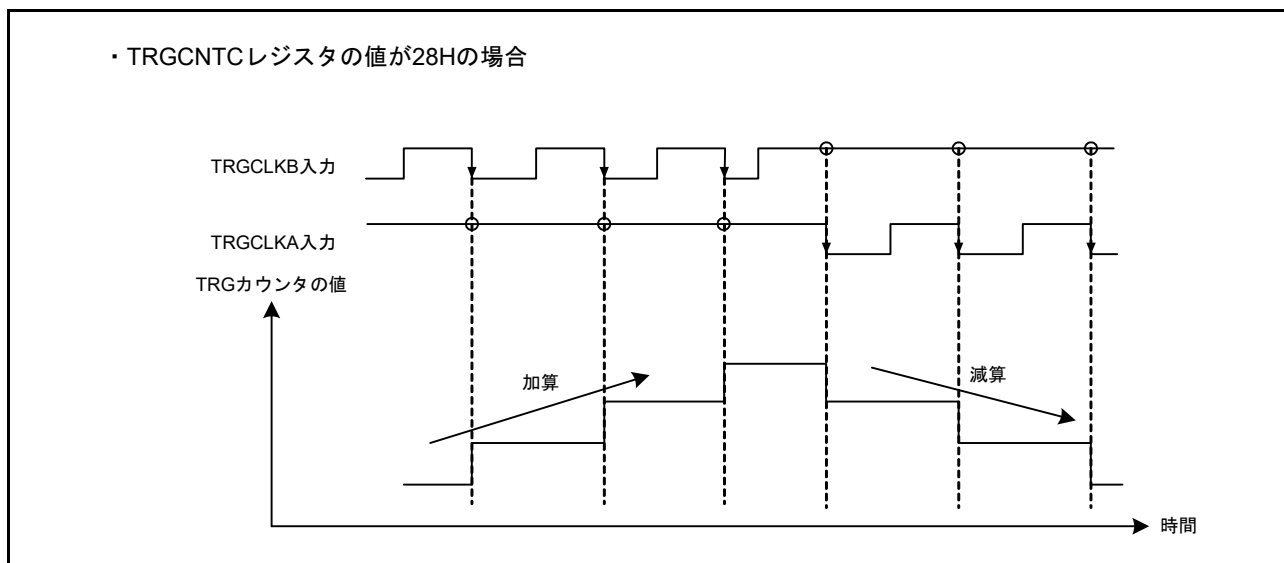 ・TRGCNTCレジスタの値が28Hの場合
TRGCLKB入力
TRGCLKA入力
TRGカウンタの値
加算
減算
時間